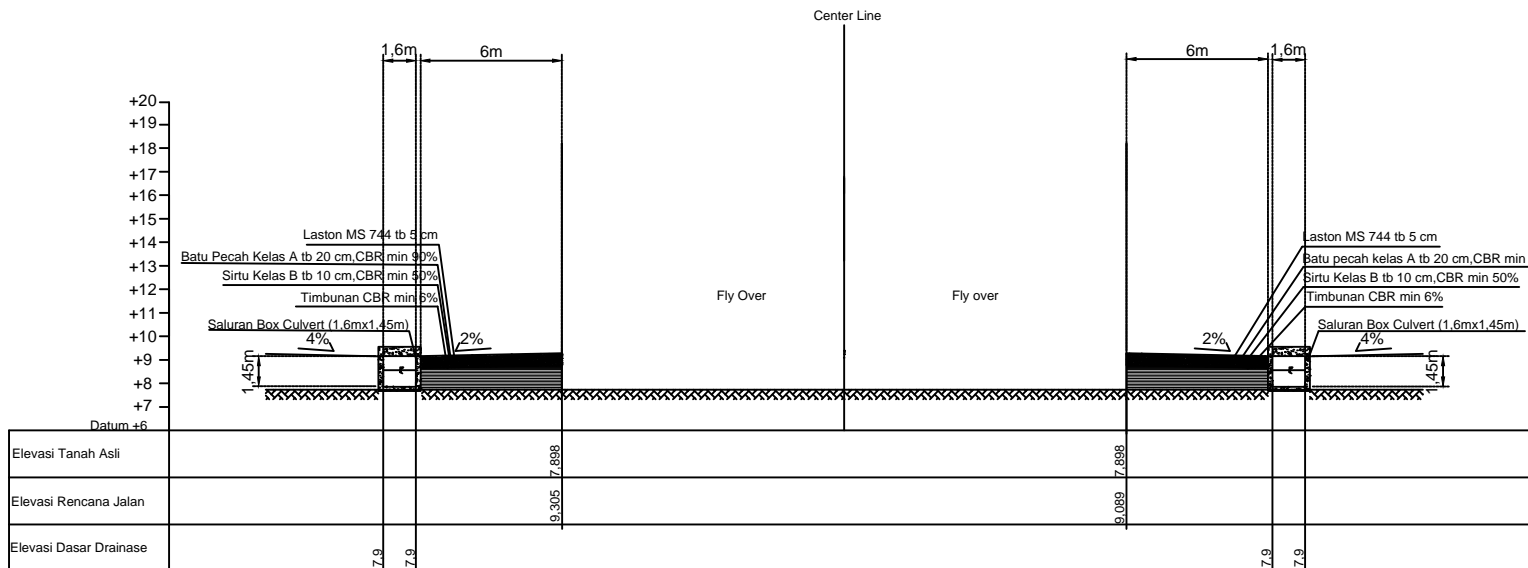 Center Line
1,6m
6m
6m
1,6m
+20
+19
+18
+17
+16
+15
+14
+13
+12
+11
+10
+9
+8
+7
Datum +6
Laston MS 744 tb 5 cm
Batu Pecah Kelas A tb 20 cm,CBR min 90%
Sirtu Kelas B tb 10 cm,CBR min 50%
Timbunan CBR min 6%
Saluran Box Culvert (1,6mx1,45m)
4%
2%
1,45m
Fly Over
Fly over
Laston MS 744 tb 5 cm
Batu pecah kelas A tb 20 cm,CBR min
Sirtu Kelas B tb 10 cm,CBR min 50%
Timbunan CBR min 6%
Saluran Box Culvert (1,6mx1,45m)
2%
4%
1,45m
Elevasi Tanah Asli
7,898
7,898
Elevasi Rencana Jalan
9,305
9,089
Elevasi Dasar Drainase
7,9
7,9
7,9
7,9